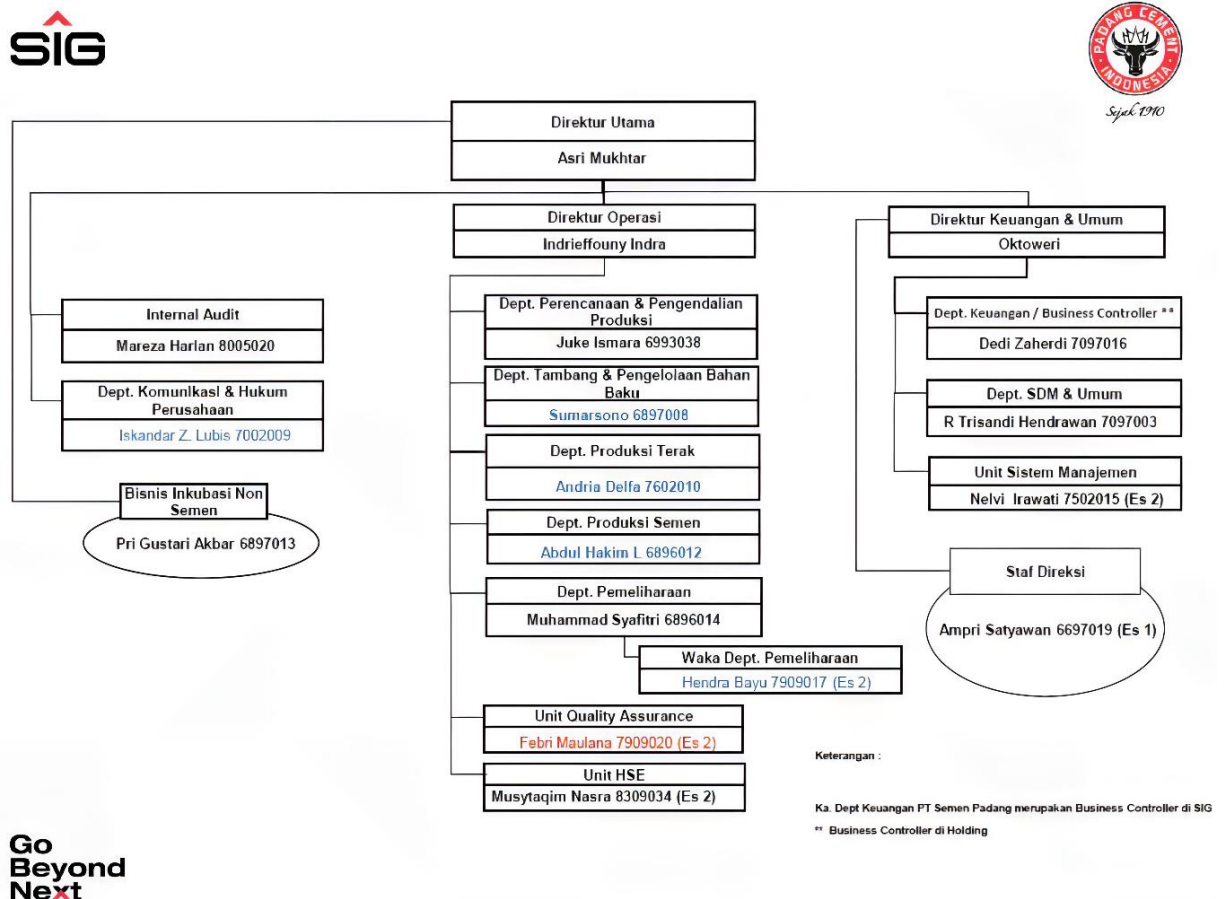 SIG
PADANG CEMENT INDONESIA
Sejak 1910
Direktur Utama
Asri Mukhtar
Direktur Operasi
Indrieffouny Indra
Direktur Keuangan & Umum
Oktoweri
Internal Audit
Mareza Harlan 8005020
Dept. Komunikasi & Hukum
Perusahaan
Iskandar Z. Lubis 7002009
Bisnis Inkubasi Non
Semen
Pri Gustari Akbar 6897013
Dept. Perencanaan & Pengendalian
Produksi
Juke Ismara 6993038
Dept. Tambang & Pengelolaan Bahan
Baku
Sumarsono 6897008
Dept. Produksi Terak
Andria Delfa 7602010
Dept. Produksi Semen
Abdul Hakim L 6896012
Dept. Pemeliharaan
Muhammad Syafitri 6896014
Waka Dept. Pemeliharaan
Hendra Bayu 7909017 (Es 2)
Unit Quality Assurance
Febri Maulana 7909020 (Es 2)
Unit HSE
Musytaqim Nasra 8309034 (Es 2)
Dept. Keuangan / Business Controller **
Dedi Zaherdi 7097016
Dept. SDM & Umum
R Trisandi Hendrawan 7097003
Unit Sistem Manajemen
Nelvi Irawati 7502015 (Es 2)
Staf Direksi
Ampri Satyawan 6697019 (Es 1)
Keterangan :
Ka. Dept Keuangan PT Semen Padang merupakan Business Controller di SIG
** Business Controller di Holding
Go
Beyond
Next